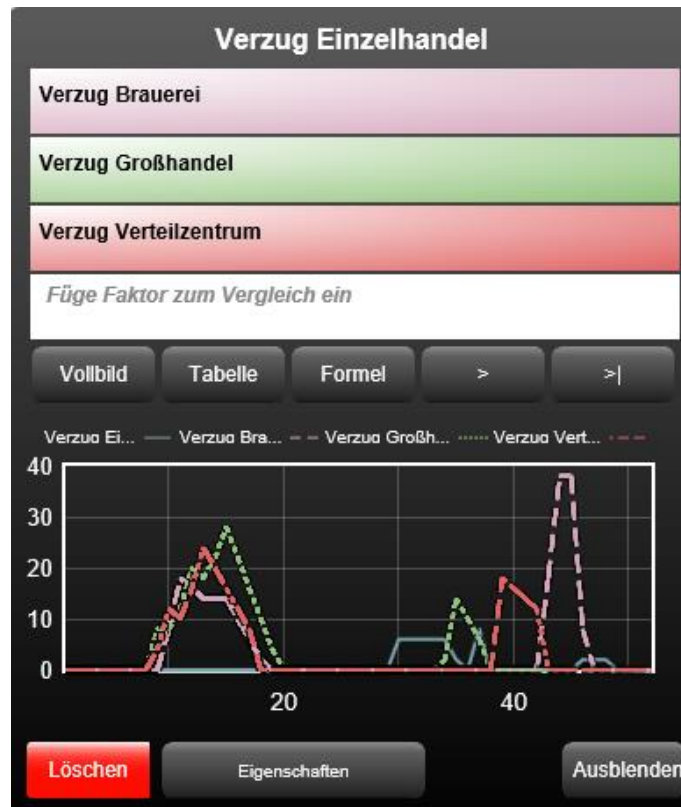 Verzug Einzelhandel
Verzug Brauerei
Verzug Großhandel
Verzug Verteilzentrum
Füge Faktor zum Vergleich ein
Vollbild Tabelle Formel > >|
Verzug Ei... Verzug Bra... Verzug Großh... Verzug Vert...
40
30
20
10
0
20 40
Löschen Eigenschaften Ausblenden